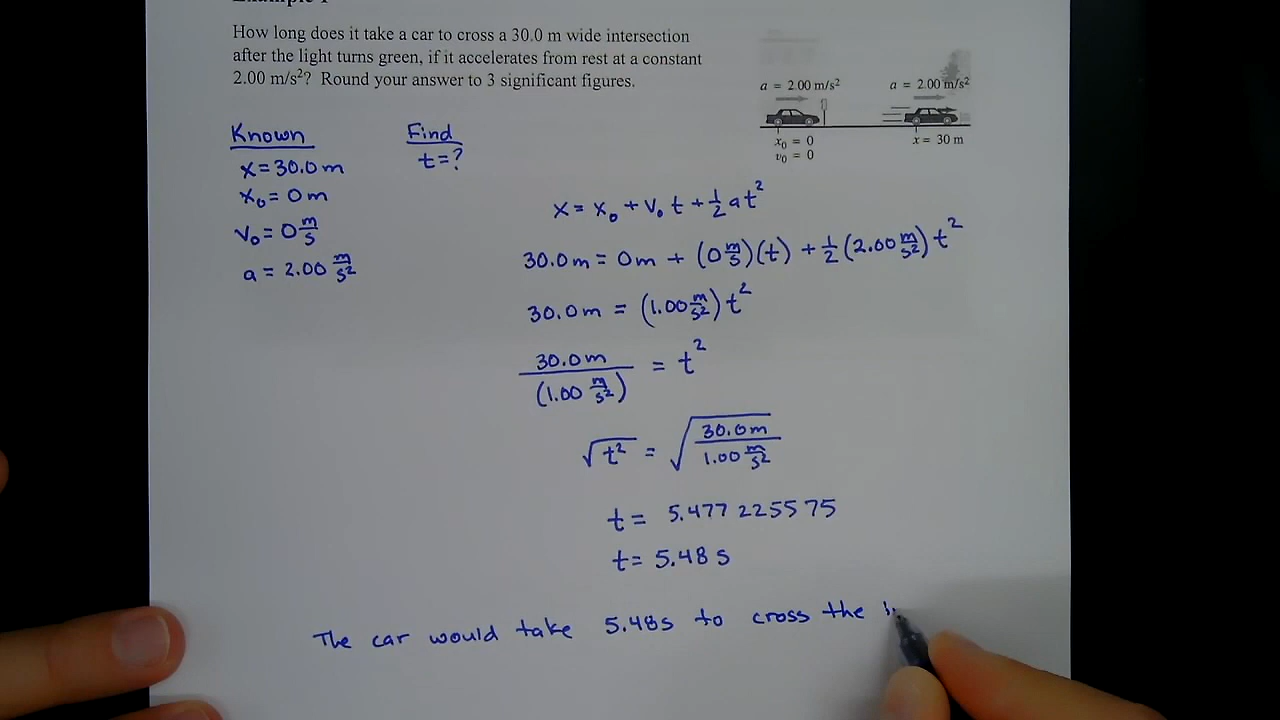 How long does it take a car to cross a 30.0 m wide intersection
after the light turns green, if it accelerates from rest at a constant
2.00 m/s²? Round your answer to 3 significant figures.
a = 2.00 m/s²
a = 2.00 m/s²
x₀ = 0
v₀ = 0
x = 30 m
Known
x = 30.0 m
x₀ = 0 m
v₀ = 0 m/s
a = 2.00 m/s²
Find
t = ?
x = x₀ + v₀ t + ½ a t²
30.0 m = 0 m + (0 m/s)(t) + ½ (2.00 m/s²) t²
30.0 m = (1.00 m/s²) t²
30.0 m / (1.00 m/s²) = t²
√t² = √(30.0 m / 1.00 m/s²)
t = 5.477 225575
t = 5.48 s
The car would take 5.48s to cross the